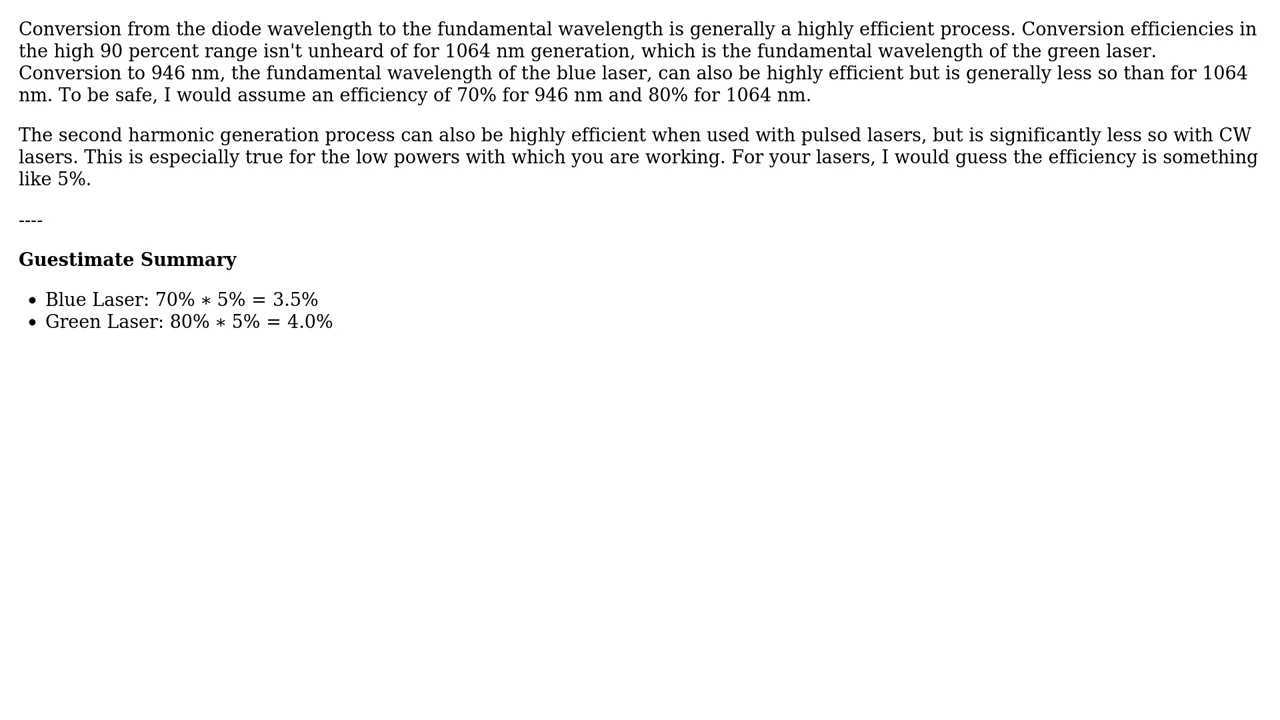 Conversion from the diode wavelength to the fundamental wavelength is generally a highly efficient process. Conversion efficiencies in
the high 90 percent range isn't unheard of for 1064 nm generation, which is the fundamental wavelength of the green laser.
Conversion to 946 nm, the fundamental wavelength of the blue laser, can also be highly efficient but is generally less so than for 1064
nm. To be safe, I would assume an efficiency of 70% for 946 nm and 80% for 1064 nm.
The second harmonic generation process can also be highly efficient when used with pulsed lasers, but is significantly less so with CW
lasers. This is especially true for the low powers with which you are working. For your lasers, I would guess the efficiency is something
like 5%.
----
Guestimate Summary
• Blue Laser: 70% * 5% = 3.5%
• Green Laser: 80% * 5% = 4.0%